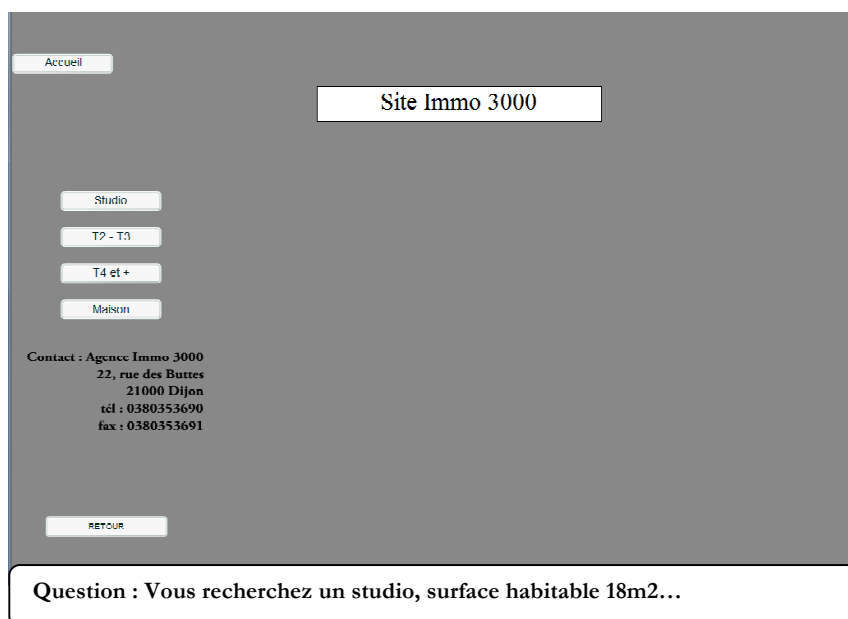 Accueil
Site Immo 3000
Studio
T2 - T3
T4 et +
Maison
Contact : Agence Immo 3000
22, rue des Buttes
21000 Dijon
tél : 0380353690
fax : 0380353691
RETOUR
Question : Vous recherchez un studio, surface habitable 18m2…